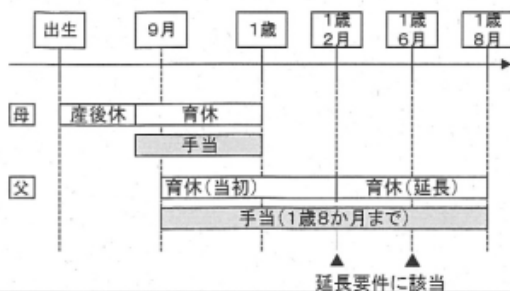 出生 9月 1歳 1歳2月 1歳6月 1歳8月
母 産後休 育休
手当
父 育休(当初) 育休(延長)
手当(1歳8か月まで)
▲ ▲
延長要件に該当